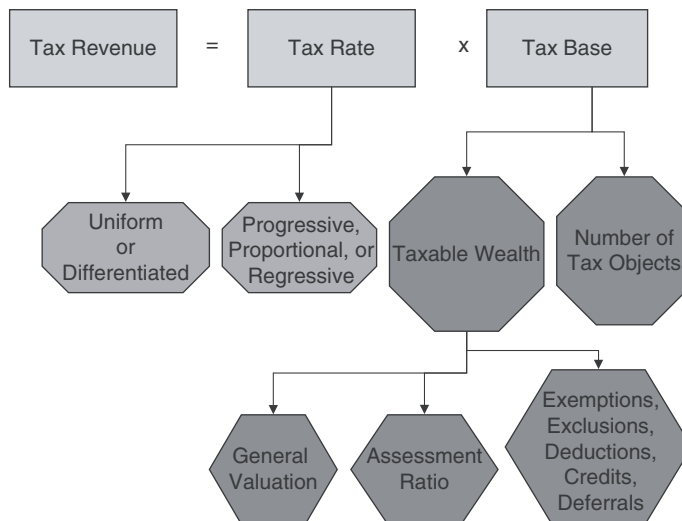 Tax Revenue = Tax Rate x Tax Base
Uniform
or
Differentiated
Progressive,
Proportional, or
Regressive
Taxable Wealth
Number of
Tax Objects
General
Valuation
Assessment
Ratio
Exemptions,
Exclusions,
Deductions,
Credits,
Deferrals